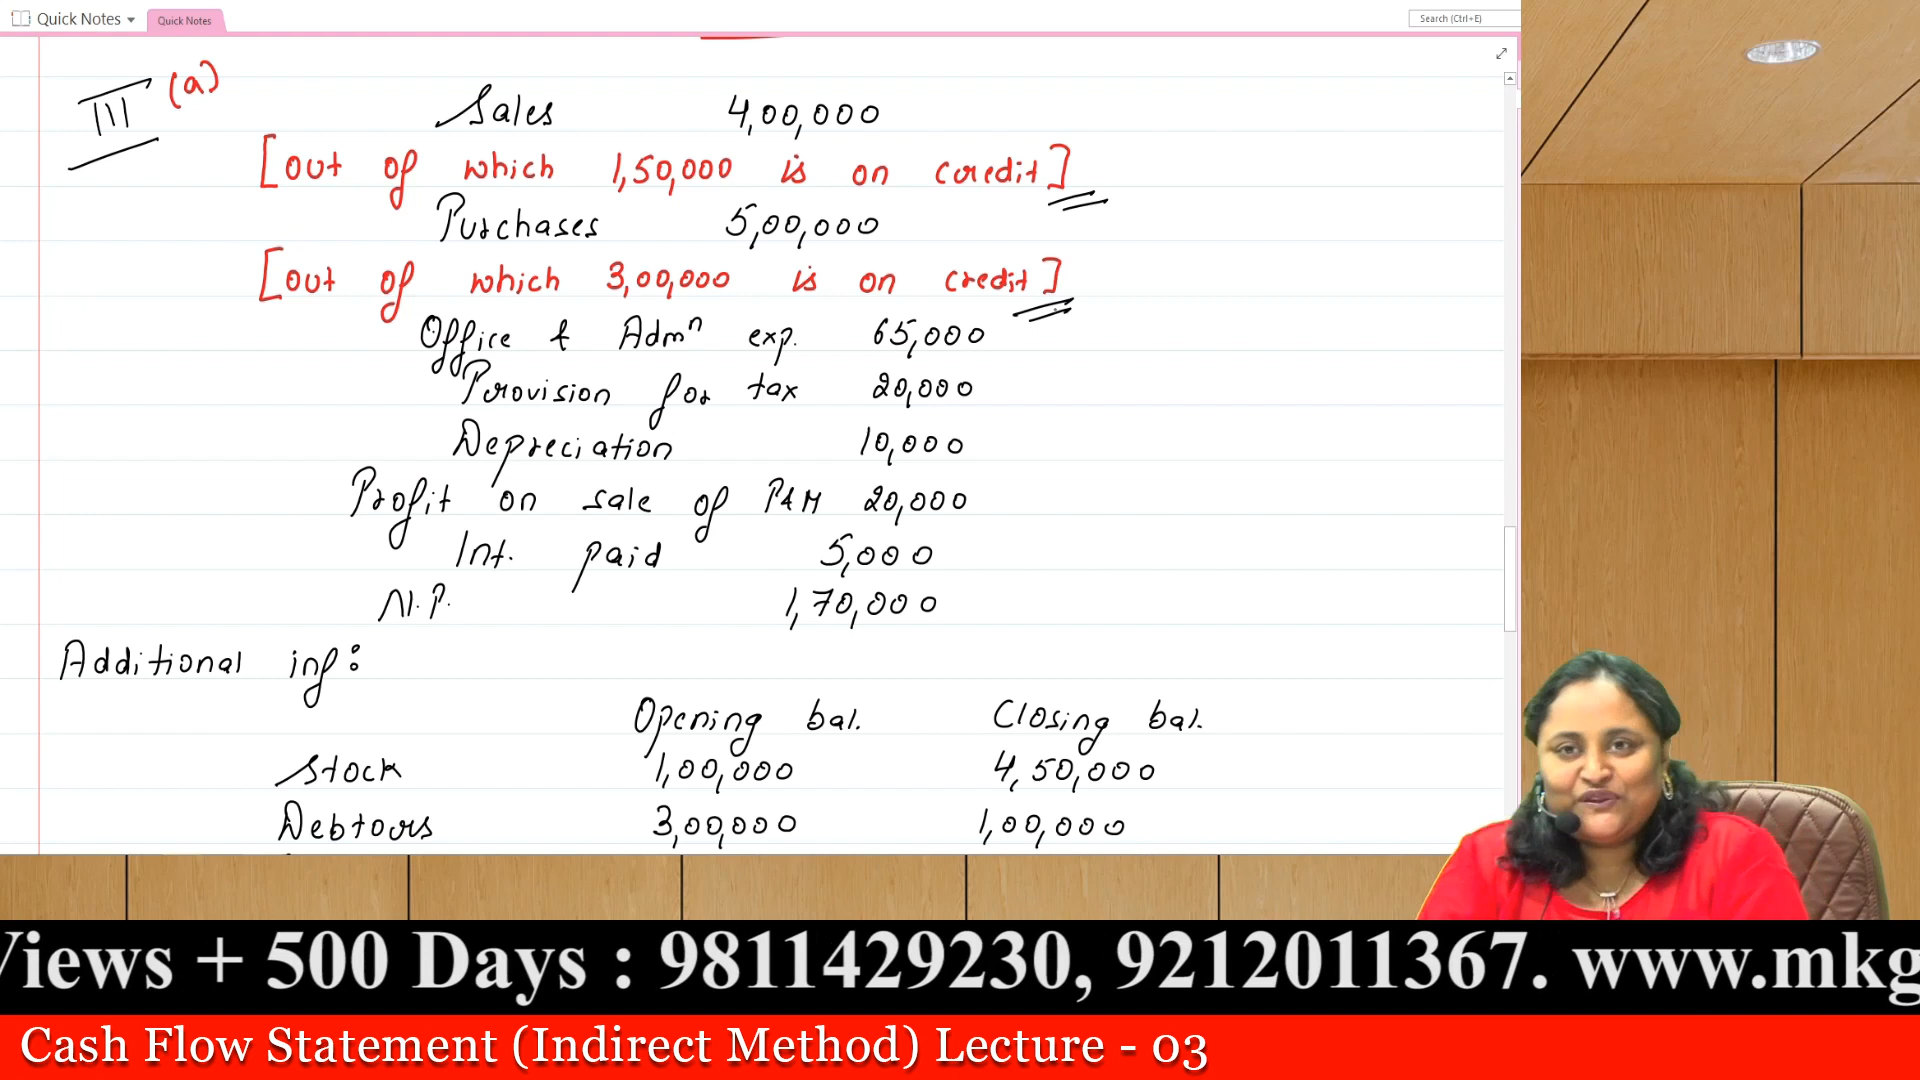 Quick Notes
Quick Notes
Search (Ctrl+E)
III (a)
Sales 4,00,000
[out of which 1,50,000 is on credit]
Purchases 5,00,000
[out of which 3,00,000 is on credit]
Office & Admn exp. 65,000
Provision for tax 20,000
Depreciation 10,000
Profit on sale of P&M 20,000
Int. paid 5,000
N.P. 1,70,000
Additional inf:
Opening bal. Closing bal.
Stock 1,00,000 4,50,000
Debtors 3,00,000 1,00,000
Views + 500 Days : 9811429230, 9212011367. www.mkg
Cash Flow Statement (Indirect Method) Lecture - 03